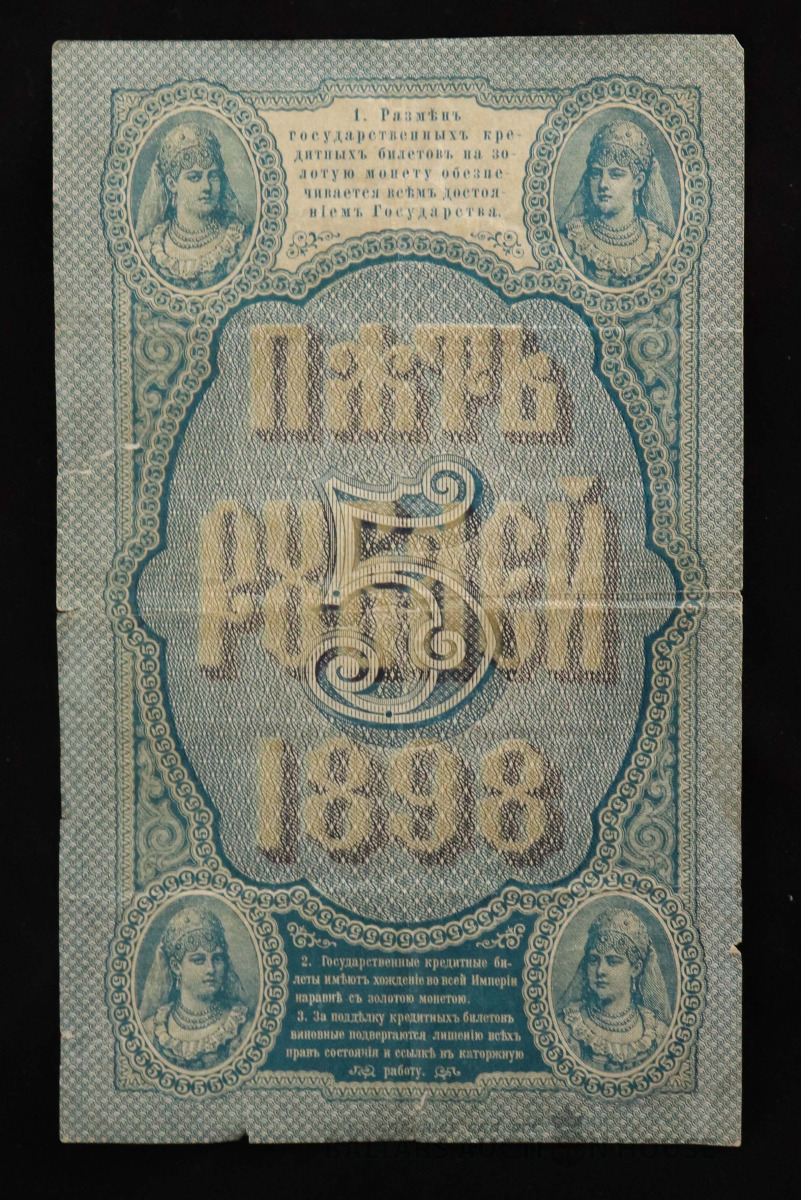 1. Размѣнъ
государственныхъ кре-
дитныхъ билетовъ на зо-
лотую монету обезпе-
чивается всѣмъ достоя-
ніемъ Государства.
ПѦТЬ
5
РУБЛЕЙ
1898
2. Государственные кредитные би-
леты имѣютъ хожденіе во всей Имперіи
наравнѣ съ золотою монетою.
3. За поддѣлку кредитныхъ билетовъ
виновные подвергаются лишенію всѣхъ
правъ состоянія и ссылкѣ въ каторжную
работу.